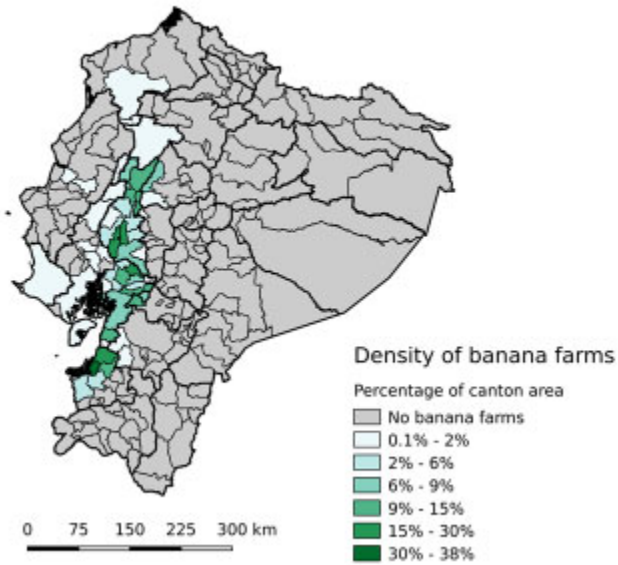 Density of banana farms
Percentage of canton area
No banana farms
0.1% - 2%
2% - 6%
6% - 9%
9% - 15%
15% - 30%
30% - 38%
0 75 150 225 300 km